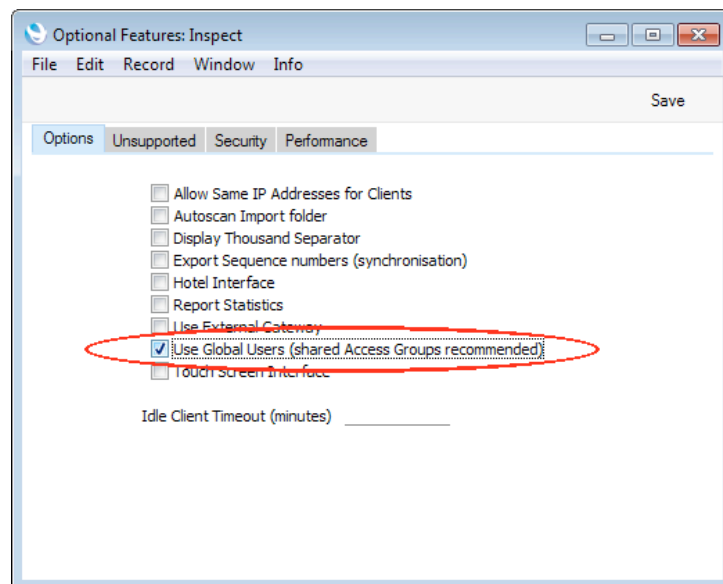 Optional Features: Inspect
File Edit Record Window Info
Save
Options Unsupported Security Performance
Allow Same IP Addresses for Clients
Autoscan Import folder
Display Thousand Separator
Export Sequence numbers (synchronisation)
Hotel Interface
Report Statistics
Use External Gateway
Use Global Users (shared Access Groups recommended)
Touch Screen Interface
Idle Client Timeout (minutes)